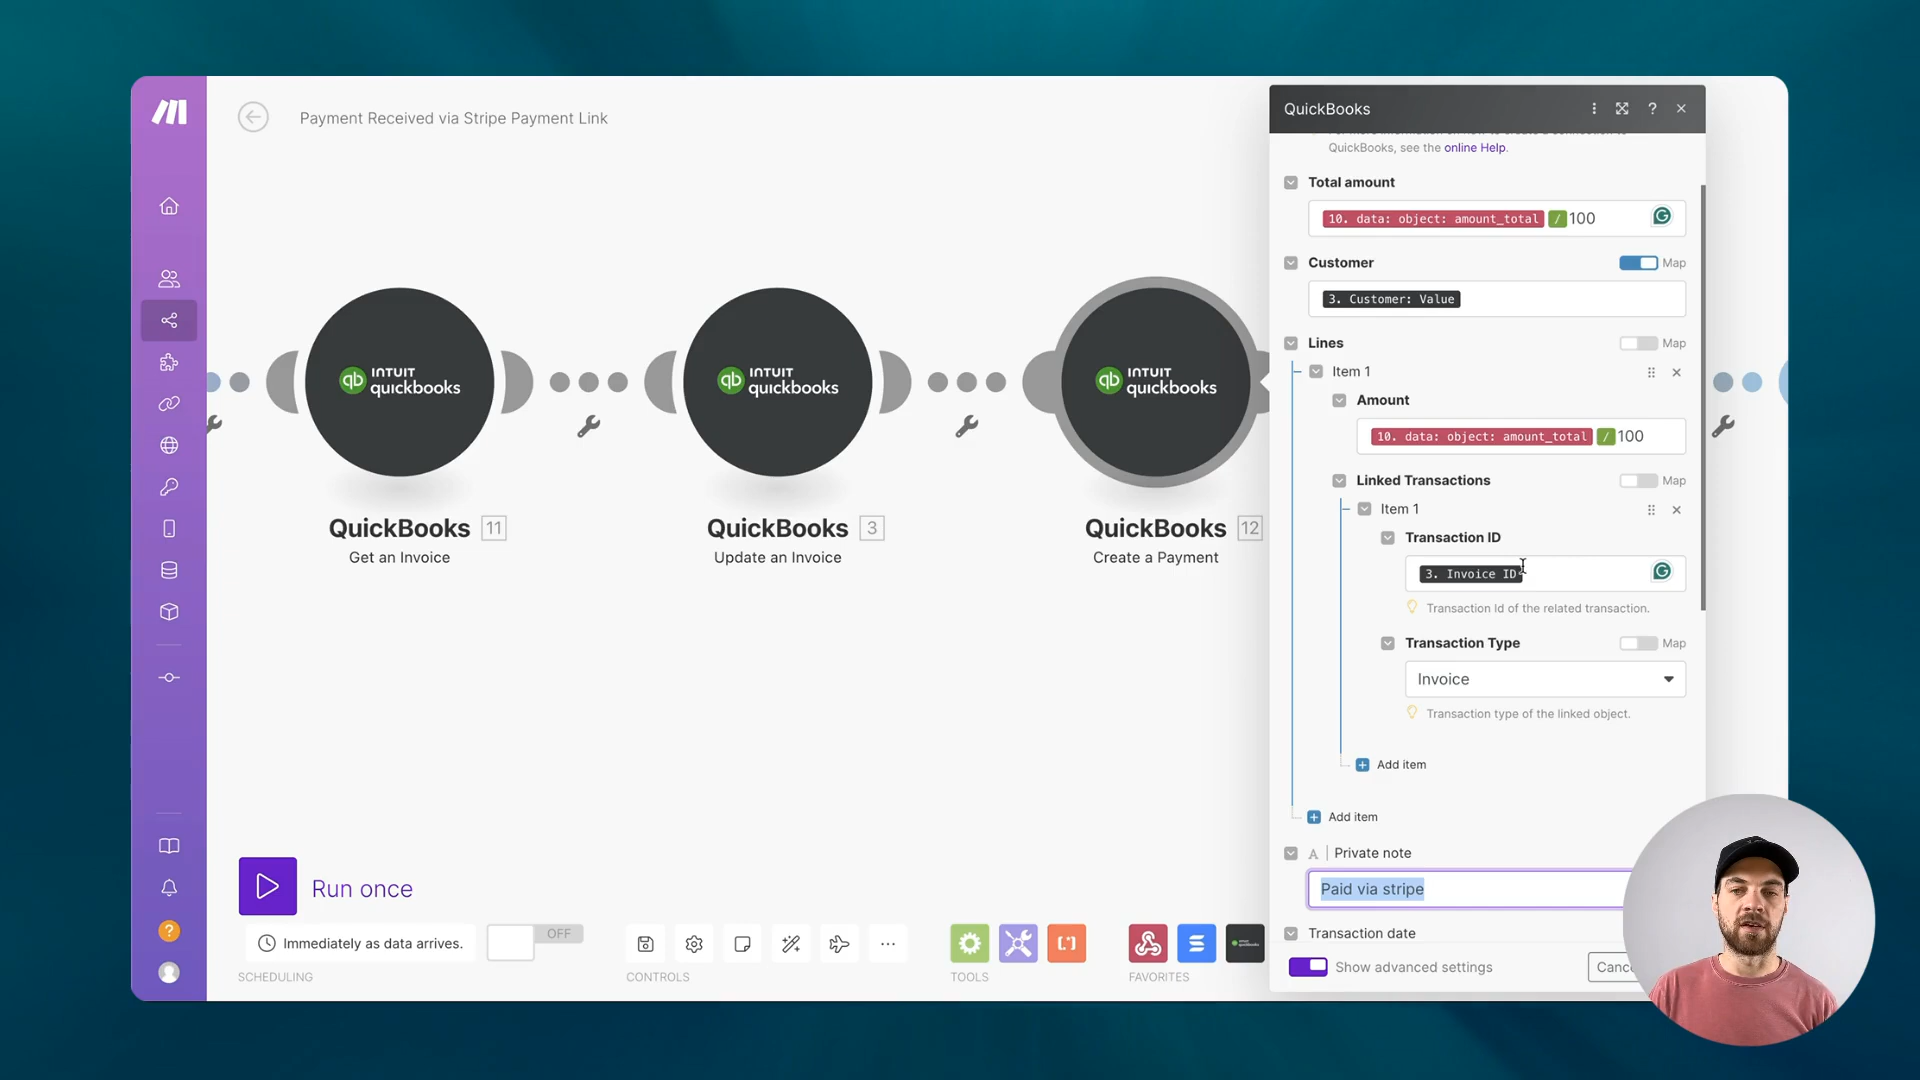 Payment Received via Stripe Payment Link
QuickBooks
QuickBooks, see the online Help.
Total amount
10. data: object: amount_total / 100
Customer
Map
3. Customer: Value
Lines
Map
Item 1
Amount
10. data: object: amount_total / 100
Linked Transactions
Map
Item 1
Transaction ID
3. Invoice ID
Transaction Id of the related transaction.
Transaction Type
Map
Invoice
Transaction type of the linked object.
Add item
Add item
A Private note
Paid via stripe
Transaction date
Show advanced settings
Canc
qb INTUIT quickbooks
QuickBooks 11
Get an Invoice
qb INTUIT quickbooks
QuickBooks 3
Update an Invoice
qb INTUIT quickbooks
QuickBooks 12
Create a Payment
Run once
Immediately as data arrives.
OFF
SCHEDULING
CONTROLS
TOOLS
FAVORITES